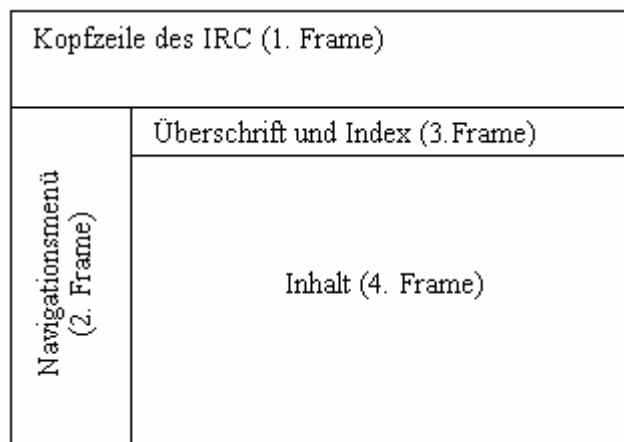 Kopfzeile des IRC (1. Frame)
Überschrift und Index (3.Frame)
Navigationsmenü
(2. Frame)
Inhalt (4. Frame)